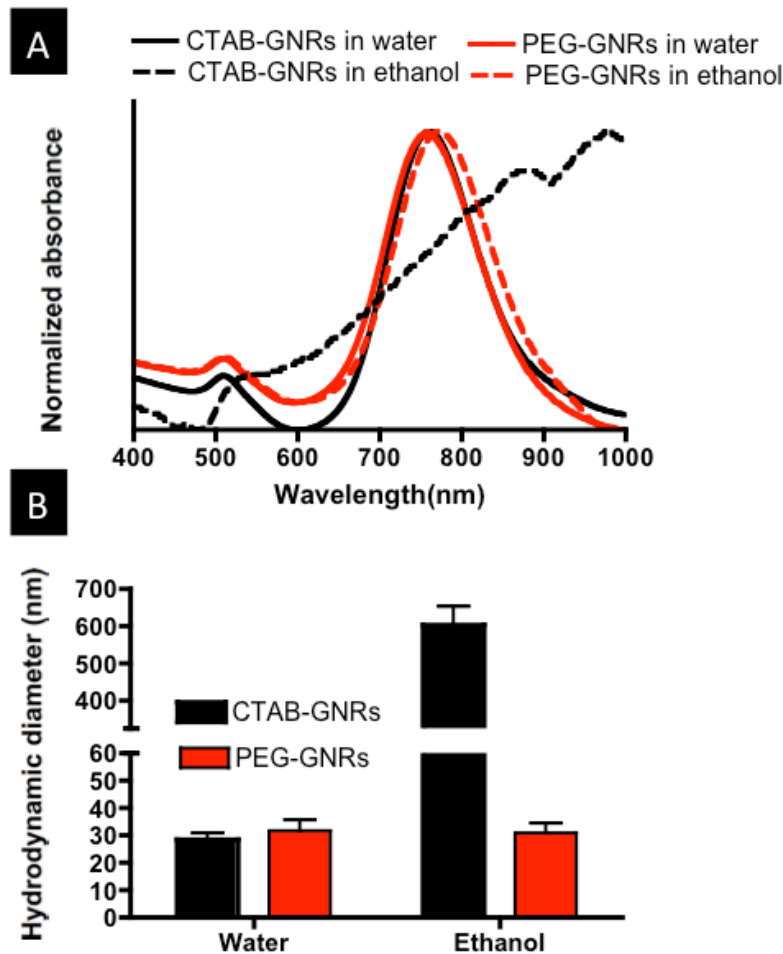 A
CTAB-GNRs in water PEG-GNRs in water
CTAB-GNRs in ethanol PEG-GNRs in ethanol
Normalized absorbance
400 500 600 700 800 900 1000
Wavelength(nm)
B
Hydrodynamic diameter (nm)
700
600
500
400
CTAB-GNRs
PEG-GNRs
60
50
40
30
20
10
0
Water Ethanol